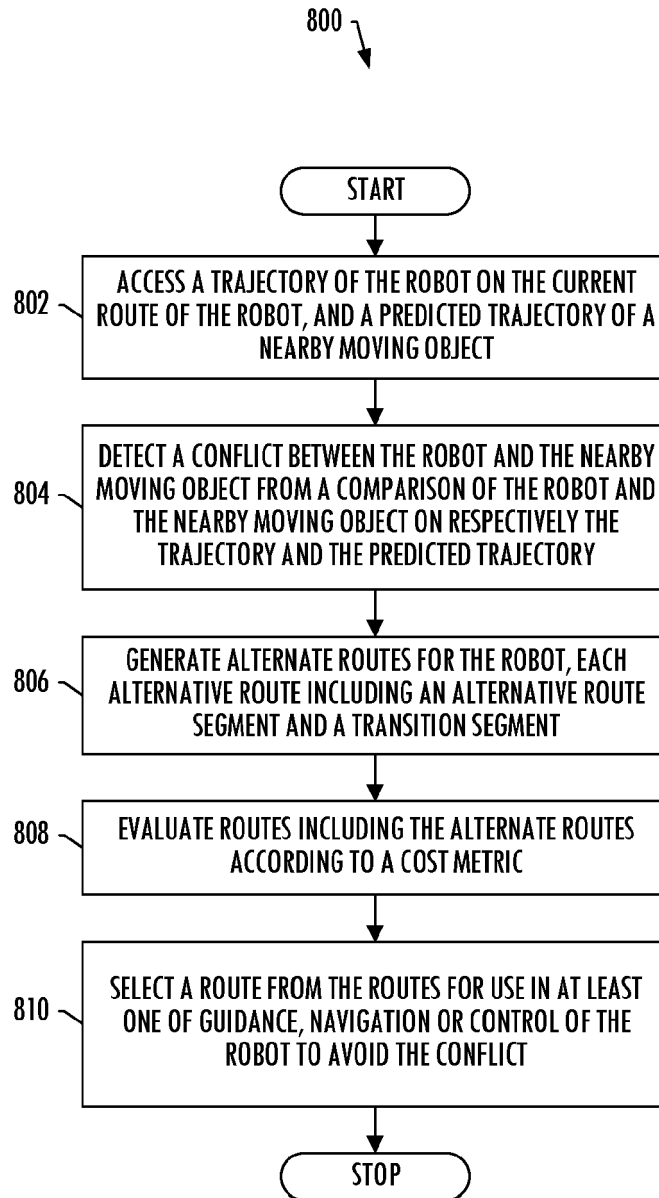 800
START
802
ACCESS A TRAJECTORY OF THE ROBOT ON THE CURRENT
ROUTE OF THE ROBOT, AND A PREDICTED TRAJECTORY OF A
NEARBY MOVING OBJECT
804
DETECT A CONFLICT BETWEEN THE ROBOT AND THE NEARBY
MOVING OBJECT FROM A COMPARISON OF THE ROBOT AND
THE NEARBY MOVING OBJECT ON RESPECTIVELY THE
TRAJECTORY AND THE PREDICTED TRAJECTORY
806
GENERATE ALTERNATE ROUTES FOR THE ROBOT, EACH
ALTERNATIVE ROUTE INCLUDING AN ALTERNATIVE ROUTE
SEGMENT AND A TRANSITION SEGMENT
808
EVALUATE ROUTES INCLUDING THE ALTERNATE ROUTES
ACCORDING TO A COST METRIC
810
SELECT A ROUTE FROM THE ROUTES FOR USE IN AT LEAST
ONE OF GUIDANCE, NAVIGATION OR CONTROL OF THE
ROBOT TO AVOID THE CONFLICT
STOP